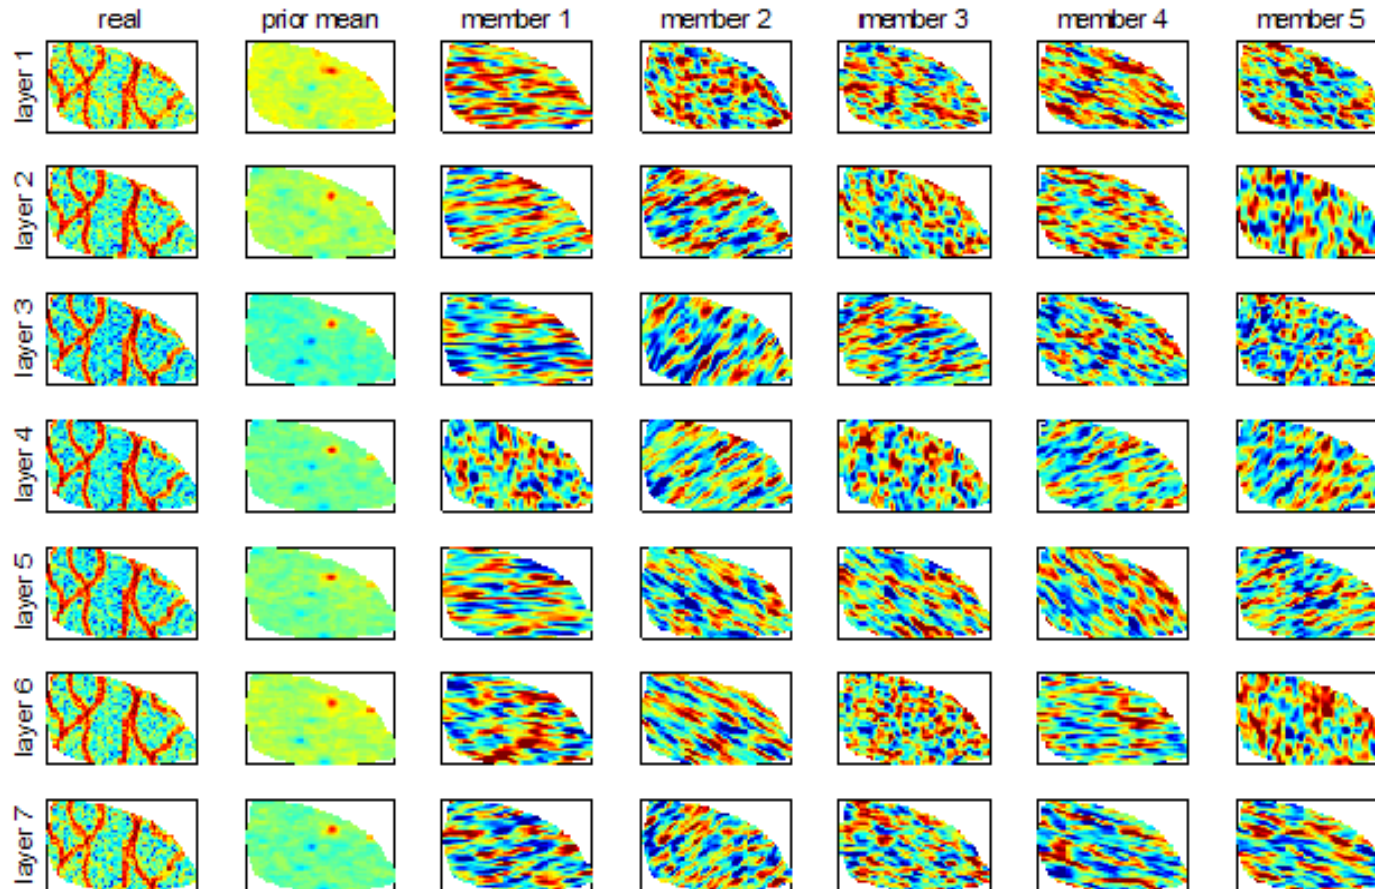 real prior mean member 1 member 2 member 3 member 4 member 5
layer 1
layer 2
layer 3
layer 4
layer 5
layer 6
layer 7